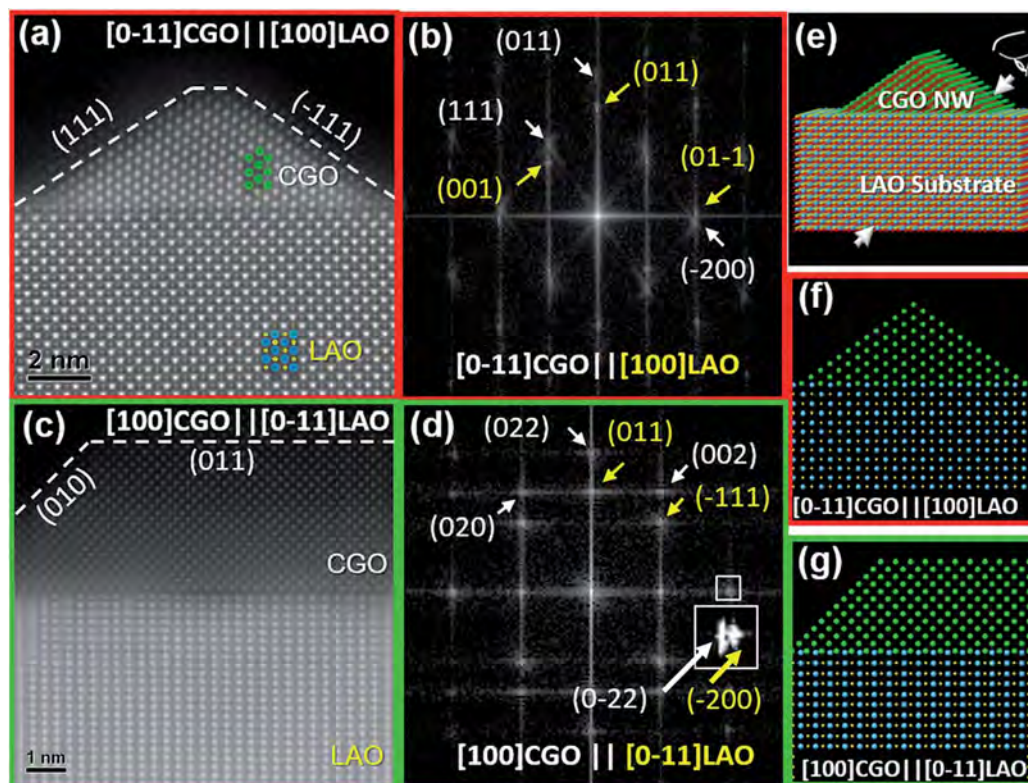 (a)
[0-11]CGO||[100]LAO
(111)
(-111)
CGO
LAO
2 nm
(b)
(011)
(011)
(111)
(001)
(01-1)
(-200)
[0-11]CGO||[100]LAO
(c)
[100]CGO||[0-11]LAO
(010)
(011)
CGO
LAO
1 nm
(d)
(022)
(011)
(002)
(-111)
(020)
(0-22)
(-200)
[100]CGO || [0-11]LAO
(e)
CGO NW
LAO Substrate
(f)
[0-11]CGO||[100]LAO
(g)
[100]CGO||[0-11]LAO